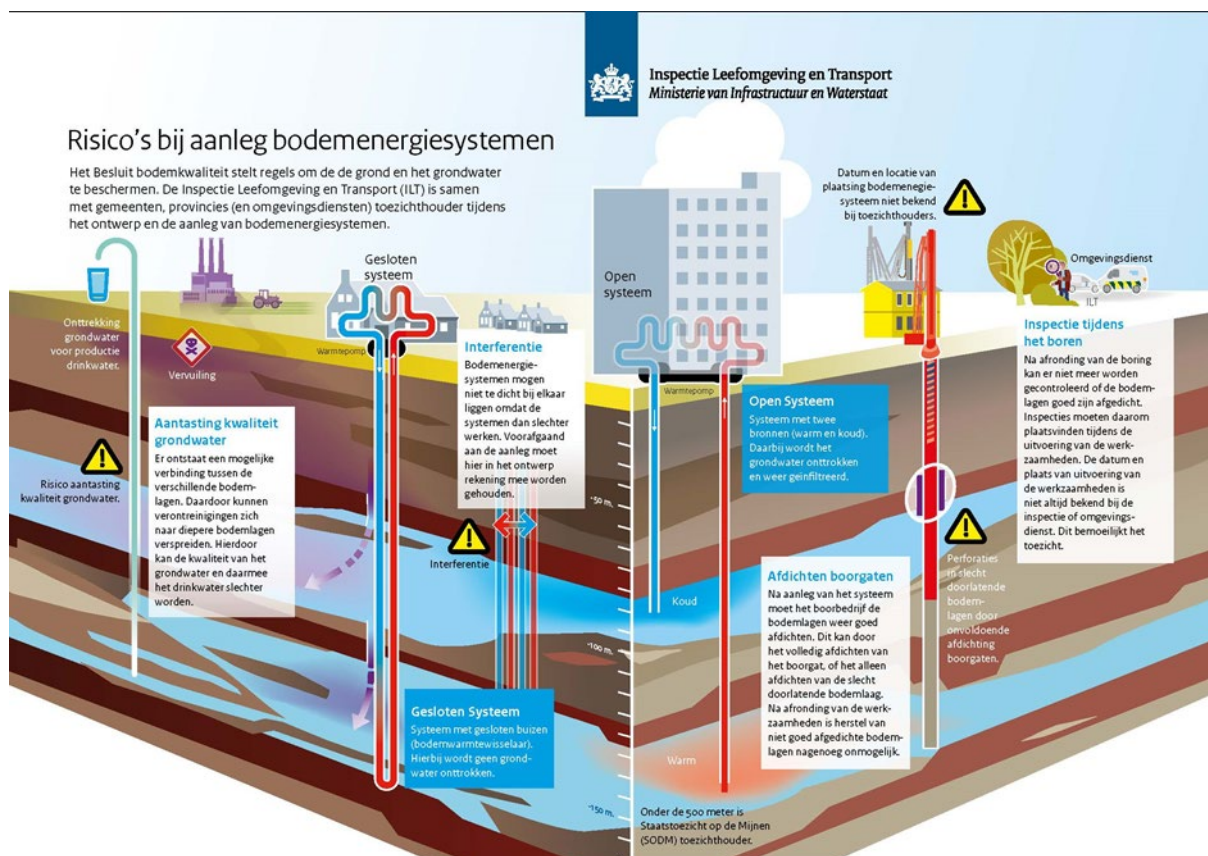 Inspectie Leefomgeving en Transport
Ministerie van Infrastructuur en Waterstaat
Risico's bij aanleg bodemenergiesystemen
Het Besluit bodemkwaliteit stelt regels om de de grond en het grondwater
te beschermen. De Inspectie Leefomgeving en Transport (ILT) is samen
met gemeenten, provincies (en omgevingsdiensten) toezichthouder tijdens
het ontwerp en de aanleg van bodemenergiesystemen.
Onttrekking
grondwater
voor productie
drinkwater.
Vervuiling
Gesloten
systeem
Warmtepomp
Risico aantasting
kwaliteit grondwater.
Aantasting kwaliteit
grondwater
Er ontstaat een mogelijke
verbinding tussen de
verschillende bodem-
lagen. Daardoor kunnen
verontreinigingen zich
naar diepere bodemlagen
verspreiden. Hierdoor
kan de kwaliteit van het
grondwater en daarmee
het drinkwater slechter
worden.
Interferentie
Bodemenergie-
systemen mogen
niet te dicht bij elkaar
liggen omdat de
systemen dan slechter
werken. Voorafgaand
aan de aanleg moet
hier in het ontwerp
rekening mee worden
gehouden.
Interferentie
Gesloten Systeem
Systeem met gesloten buizen
(bodemwarmtewisselaar).
Hierbij wordt geen grond-
water onttrokken.
-50 m.
-100 m.
-150 m.
Open
systeem
Warmtepomp
Open Systeem
Systeem met twee
bronnen (warm en koud).
Daarbij wordt het
grondwater onttrokken
en weer geïnfiltreerd.
Koud
Warm
Afdichten boorgaten
Na aanleg van het systeem
moet het boorbedrijf de
bodemlagen weer goed
afdichten. Dit kan door
het volledig afdichten van
het boorgat, of het alleen
afdichten van de slecht
doorlatende bodemlaag.
Na afronding van de werk-
zaamheden is herstel van
niet goed afgedichte bodem-
lagen nagenoeg onmogelijk.
Onder de 500 meter is
Staatstoezicht op de Mijnen
(SODM) toezichthouder.
Datum en locatie van
plaatsing bodemenegie-
systeem niet bekend
bij toezichthouders.
Perforaties
in slecht
doorlatende
bodem-
lagen door
onvoldoende
afdichting
boorgaten.
Omgevingsdienst
ILT
Inspectie tijdens
het boren
Na afronding van de boring
kan er niet meer worden
gecontroleerd of de bodem-
lagen goed zijn afgedicht.
Inspecties moeten daarom
plaatsvinden tijdens de
uitvoering van de werk-
zaamheden. De datum en
plaats van uitvoering van
de werkzaamheden is
niet altijd bekend bij de
inspectie of omgevings-
dienst. Dit bemoeilijkt het
toezicht.